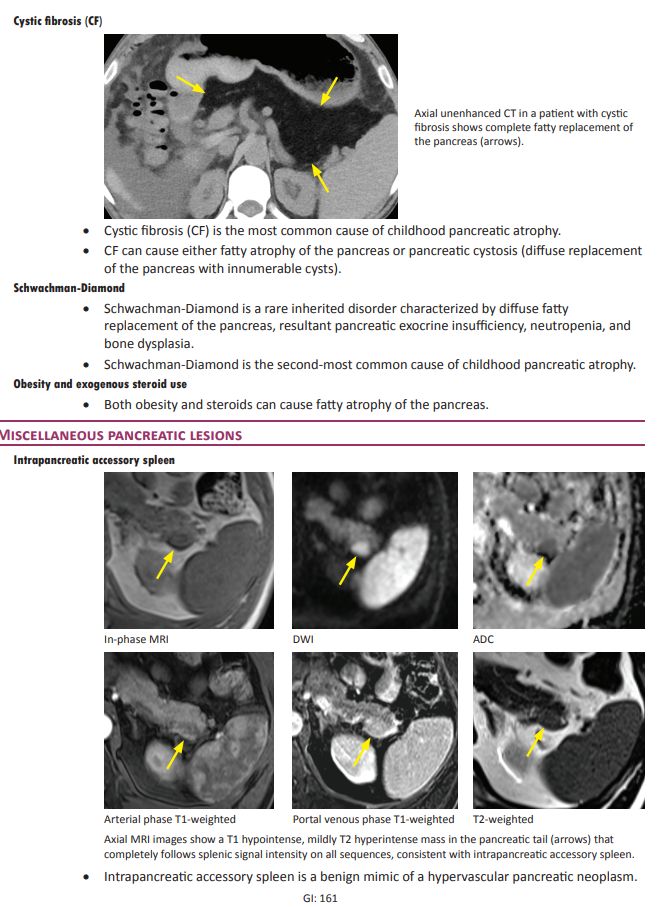 Cystic fibrosis (CF)
Axial unenhanced CT in a patient with cystic
fibrosis shows complete fatty replacement of
the pancreas (arrows).
• Cystic fibrosis (CF) is the most common cause of childhood pancreatic atrophy.
• CF can cause either fatty atrophy of the pancreas or pancreatic cystosis (diffuse replacement
of the pancreas with innumerable cysts).
Schwachman-Diamond
• Schwachman-Diamond is a rare inherited disorder characterized by diffuse fatty
replacement of the pancreas, resultant pancreatic exocrine insufficiency, neutropenia, and
bone dysplasia.
• Schwachman-Diamond is the second-most common cause of childhood pancreatic atrophy.
Obesity and exogenous steroid use
• Both obesity and steroids can cause fatty atrophy of the pancreas.
Miscellaneous pancreatic lesions
Intrapancreatic accessory spleen
In-phase MRI
DWI
ADC
Arterial phase T1-weighted
Portal venous phase T1-weighted
T2-weighted
Axial MRI images show a T1 hypointense, mildly T2 hyperintense mass in the pancreatic tail (arrows) that
completely follows splenic signal intensity on all sequences, consistent with intrapancreatic accessory spleen.
• Intrapancreatic accessory spleen is a benign mimic of a hypervascular pancreatic neoplasm.
GI: 161